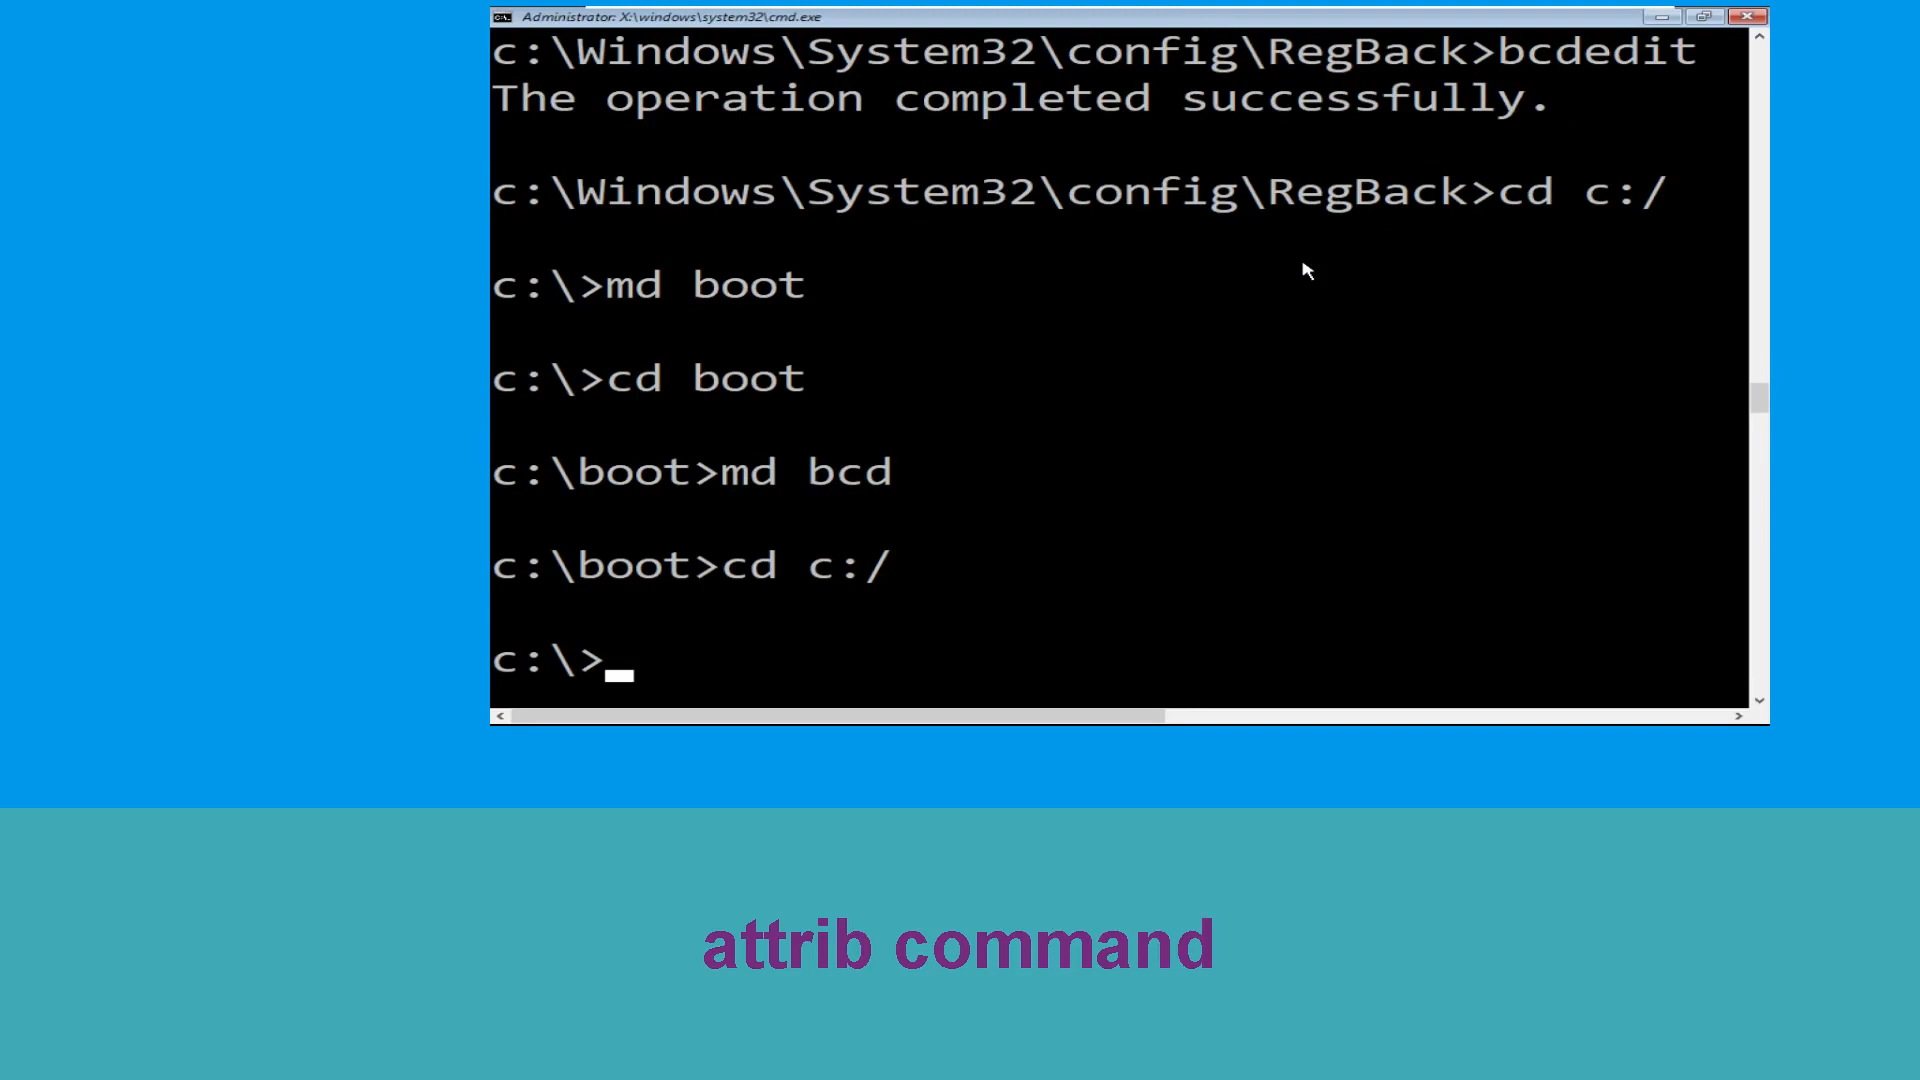 Administrator: X:\windows\system32\cmd.exe
c:\Windows\System32\config\RegBack>bcdedit
The operation completed successfully.
c:\Windows\System32\config\RegBack>cd c:/
c:\>md boot
c:\>cd boot
c:\boot>md bcd
c:\boot>cd c:/
c:\>
attrib command